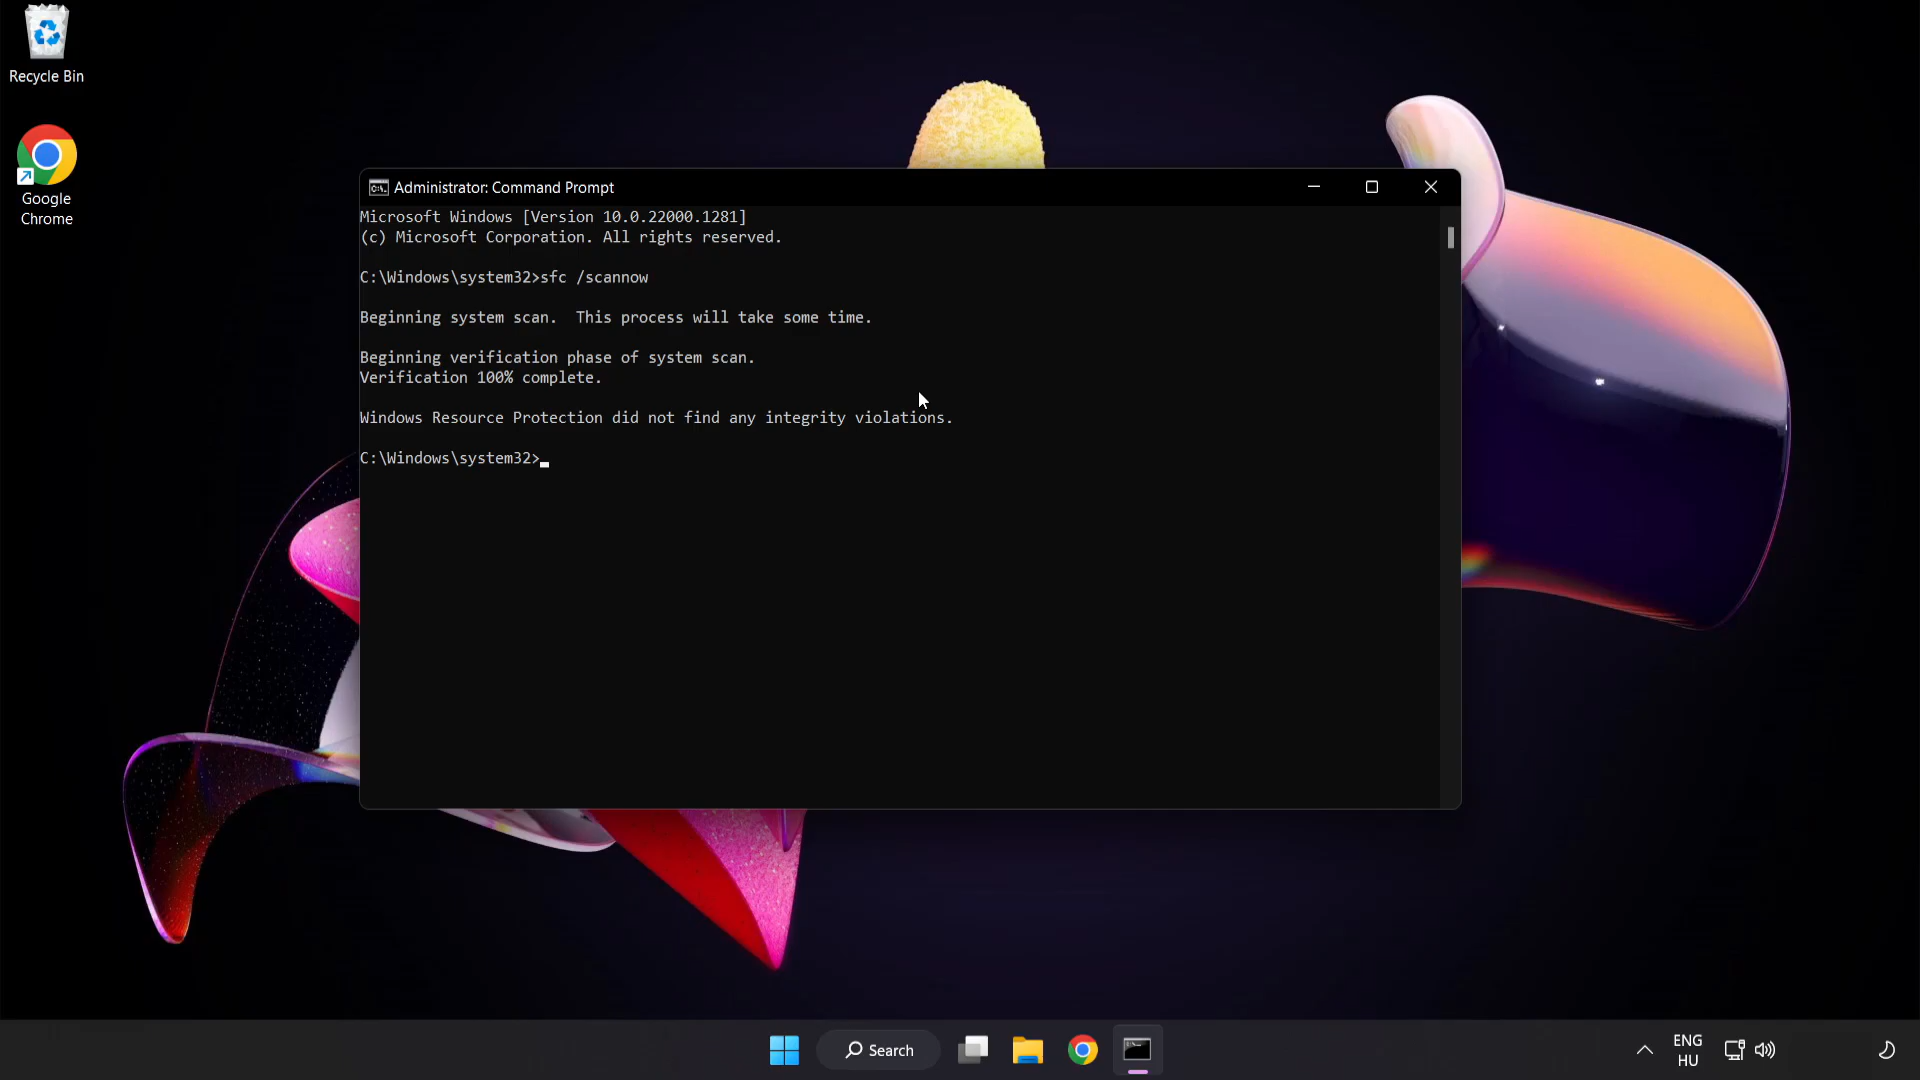 Recycle Bin
Google
Chrome
Administrator: Command Prompt
Microsoft Windows [Version 10.0.22000.1281]
(c) Microsoft Corporation. All rights reserved.
C:\Windows\system32>sfc /scannow
Beginning system scan.  This process will take some time.
Beginning verification phase of system scan.
Verification 100% complete.
Windows Resource Protection did not find any integrity violations.
C:\Windows\system32>
Search
ENG
HU